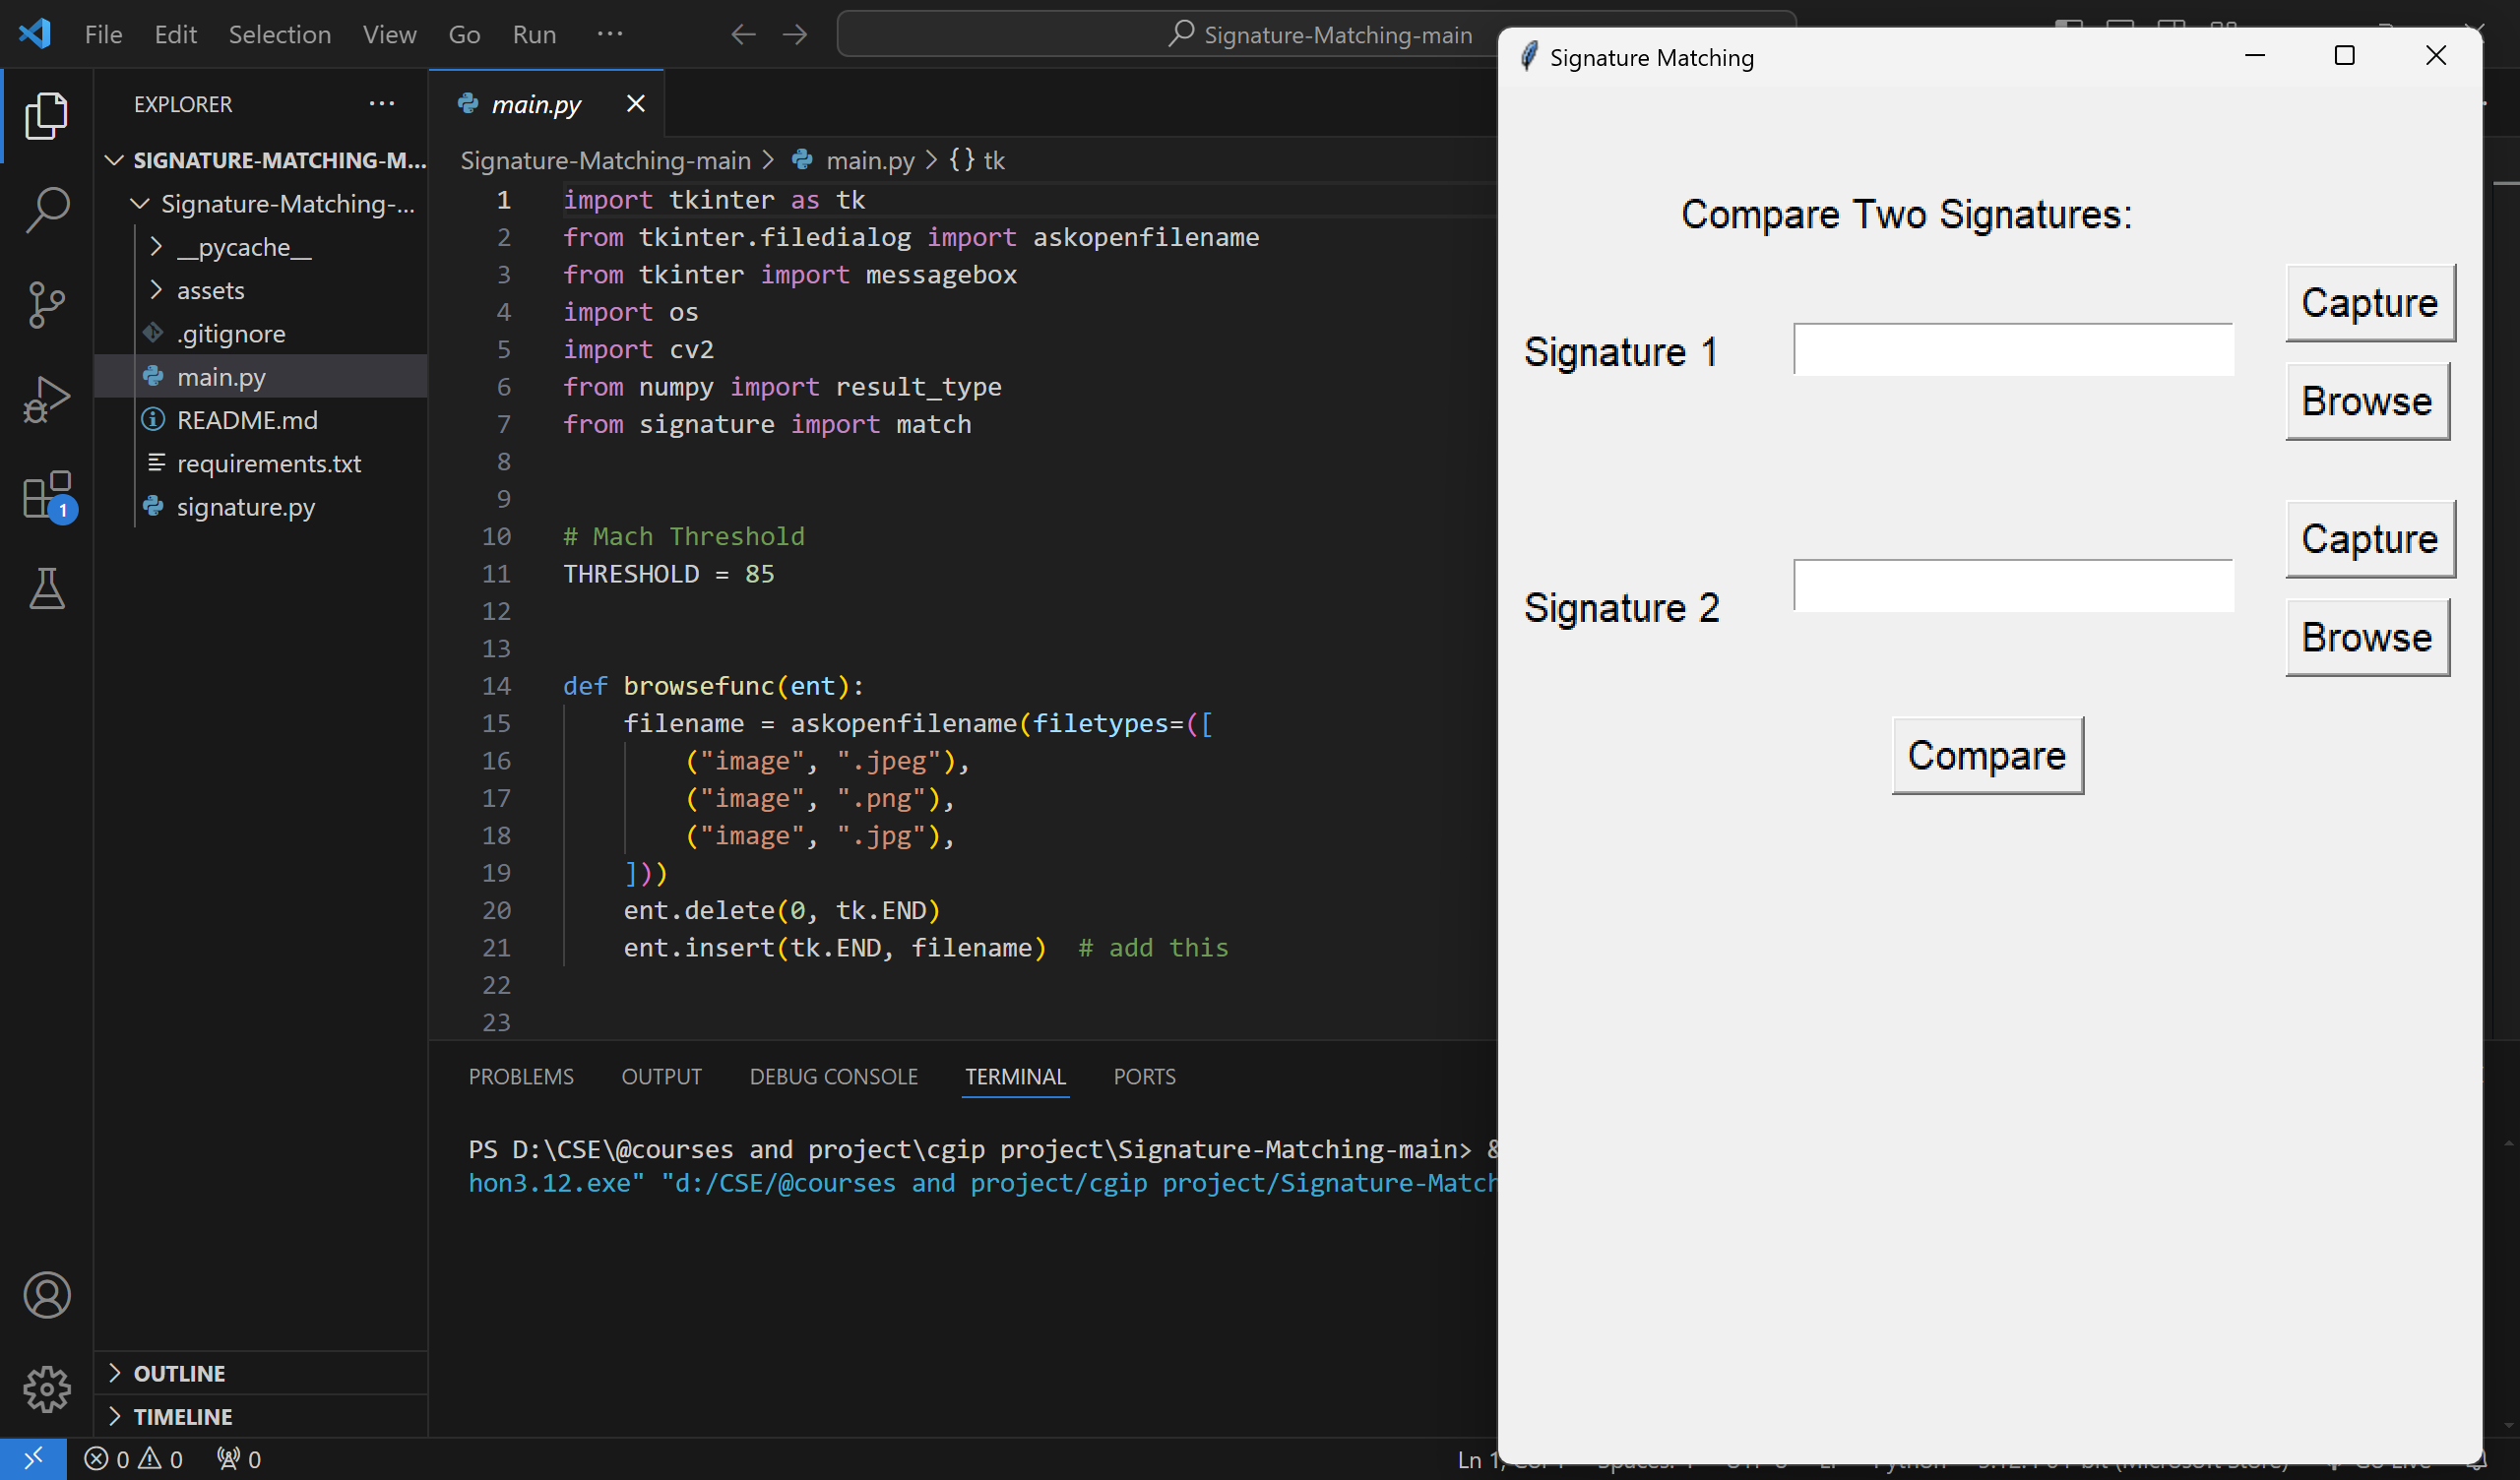 File Edit Selection View Go Run ···
Signature-Matching-main
EXPLORER ···
SIGNATURE-MATCHING-M...
Signature-Matching-...
__pycache__
assets
.gitignore
main.py
README.md
requirements.txt
signature.py
1
OUTLINE
TIMELINE
main.py
Signature-Matching-main > main.py > {} tk
1 import tkinter as tk
2 from tkinter.filedialog import askopenfilename
3 from tkinter import messagebox
4 import os
5 import cv2
6 from numpy import result_type
7 from signature import match
8
9
10 # Mach Threshold
11 THRESHOLD = 85
12
13
14 def browsefunc(ent):
15 filename = askopenfilename(filetypes=([
16 ("image", ".jpeg"),
17 ("image", ".png"),
18 ("image", ".jpg"),
19 ]))
20 ent.delete(0, tk.END)
21 ent.insert(tk.END, filename)  # add this
22
23
PROBLEMS OUTPUT DEBUG CONSOLE TERMINAL PORTS
PS D:\CSE\@courses and project\cgip project\Signature-Matching-main> &
hon3.12.exe" "d:/CSE/@courses and project/cgip project/Signature-Match
0 0 0
Ln 1,
Signature Matching
Compare Two Signatures:
Signature 1
Capture
Browse
Signature 2
Capture
Browse
Compare